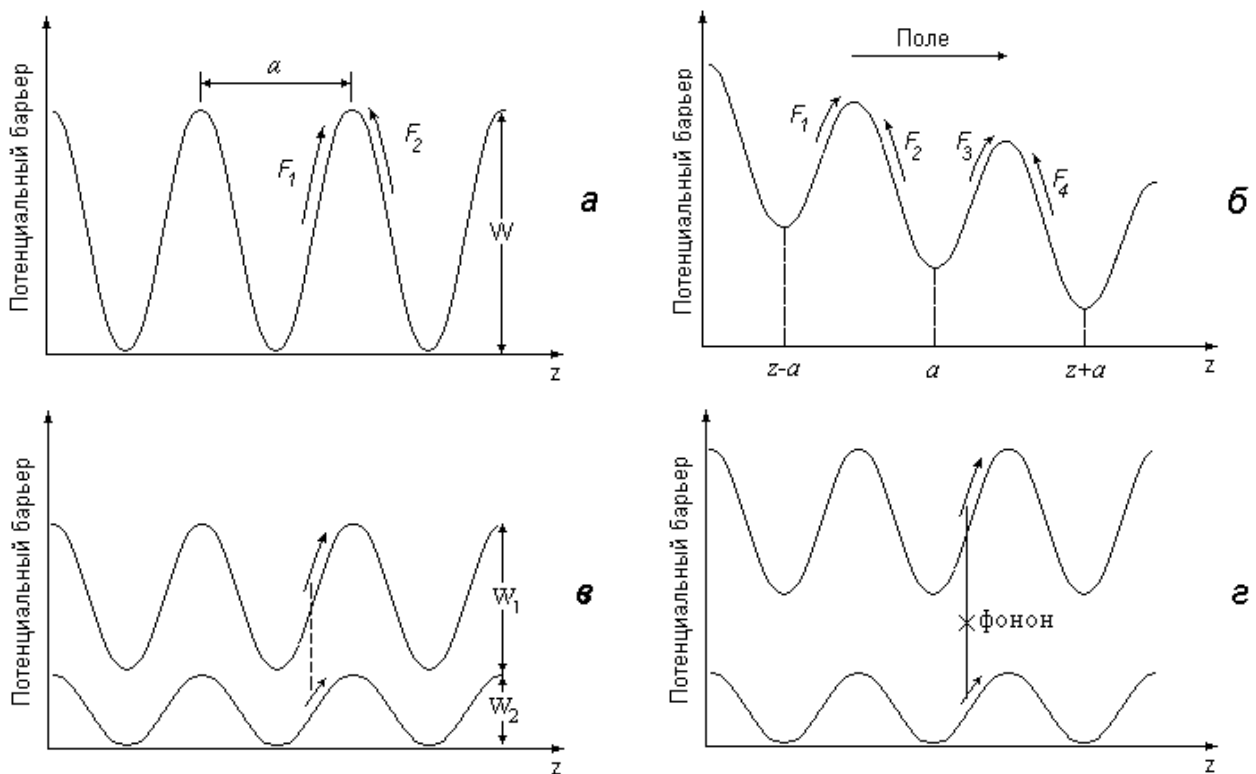 Потенциальный барьер
a
F1
F2
W
z
а
Потенциальный барьер
Поле
F1
F2
F3
F4
z-a
a
z+a
z
б
Потенциальный барьер
W1
W2
z
в
Потенциальный барьер
фонон
z
г